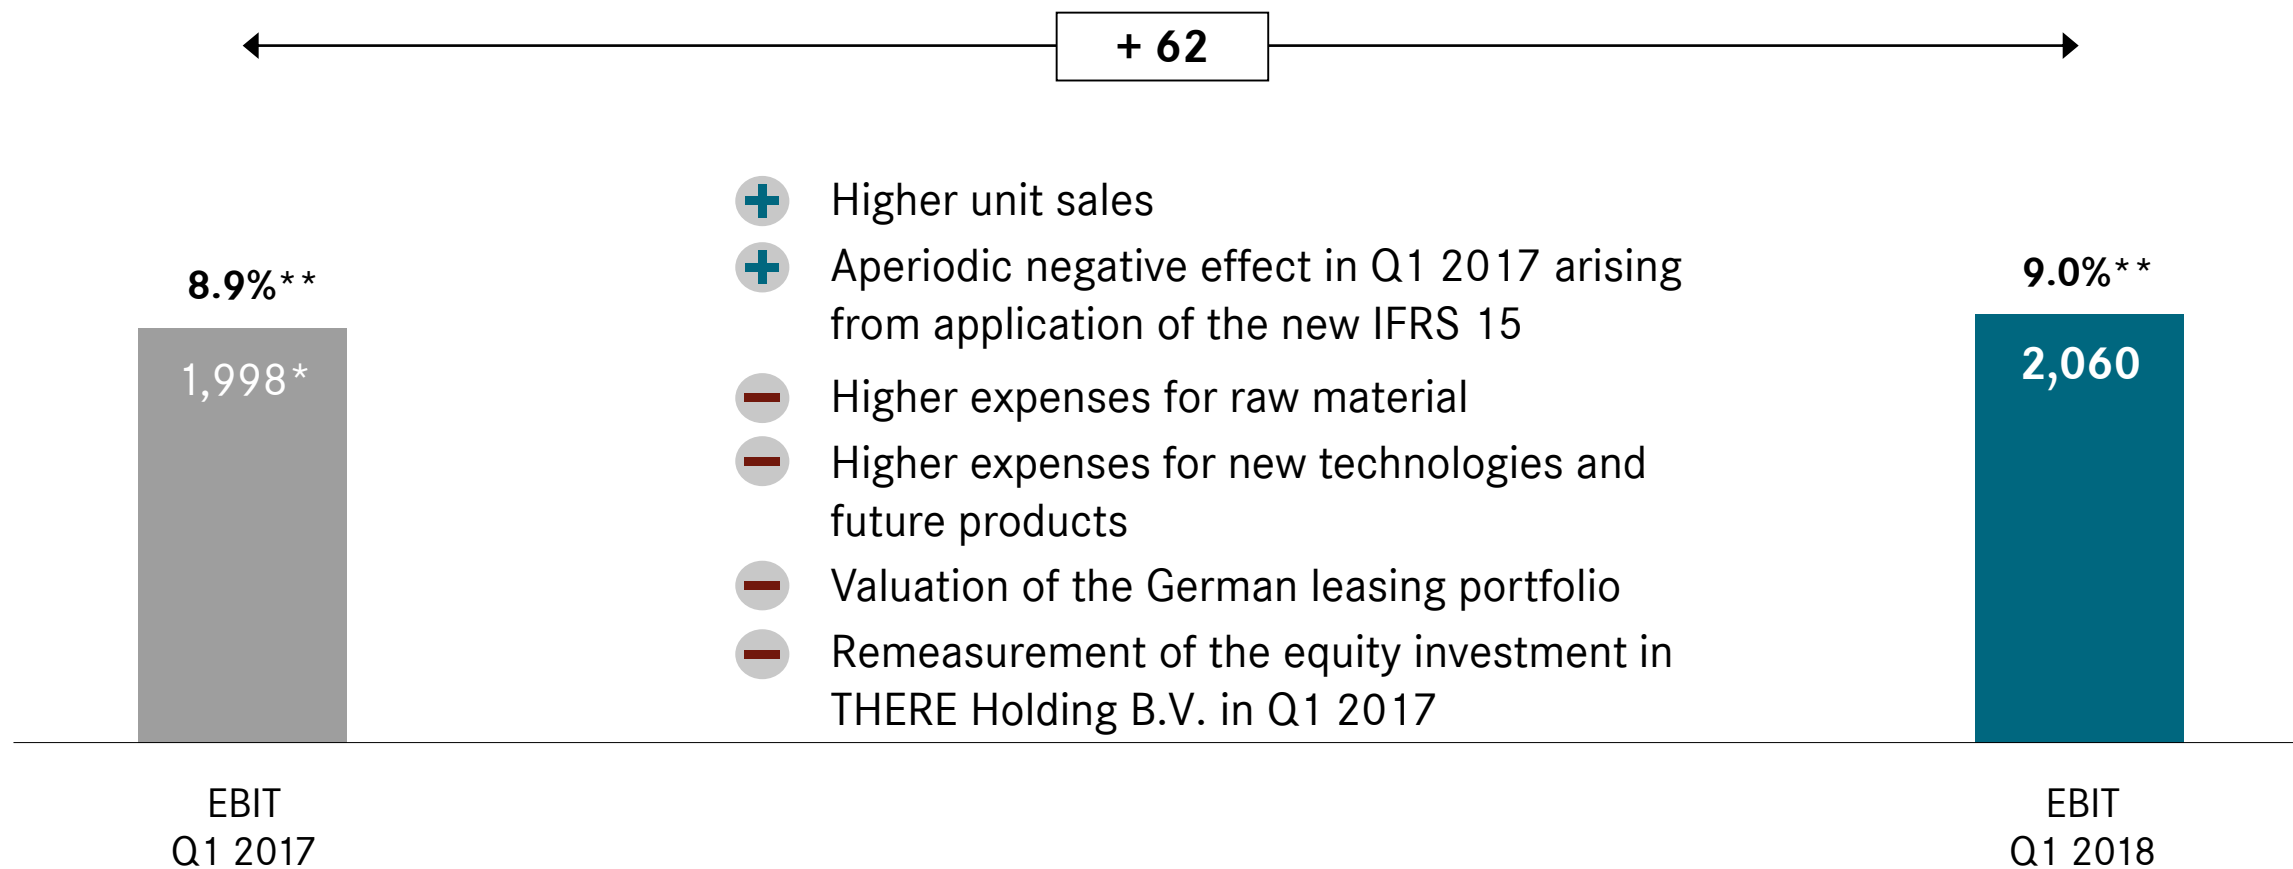 + 62
Higher unit sales
Aperiodic negative effect in Q1 2017 arising
from application of the new IFRS 15
Higher expenses for raw material
Higher expenses for new technologies and
future products
Valuation of the German leasing portfolio
Remeasurement of the equity investment in
THERE Holding B.V. in Q1 2017
8.9%**
1,998*
9.0%**
2,060
EBIT
Q1 2017
EBIT
Q1 2018